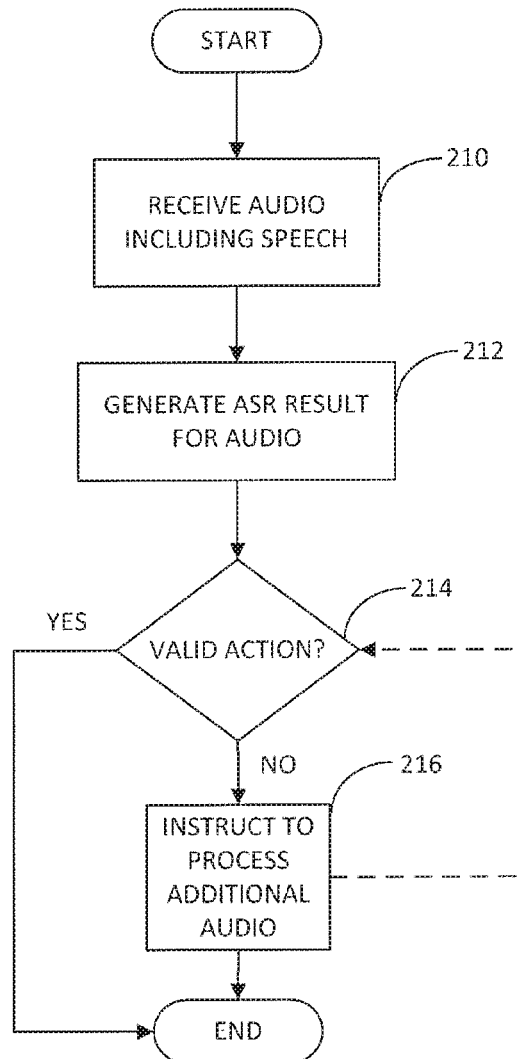 START
210
RECEIVE AUDIO
INCLUDING SPEECH
212
GENERATE ASR RESULT
FOR AUDIO
214
YES
VALID ACTION?
NO
216
INSTRUCT TO
PROCESS
ADDITIONAL
AUDIO
END